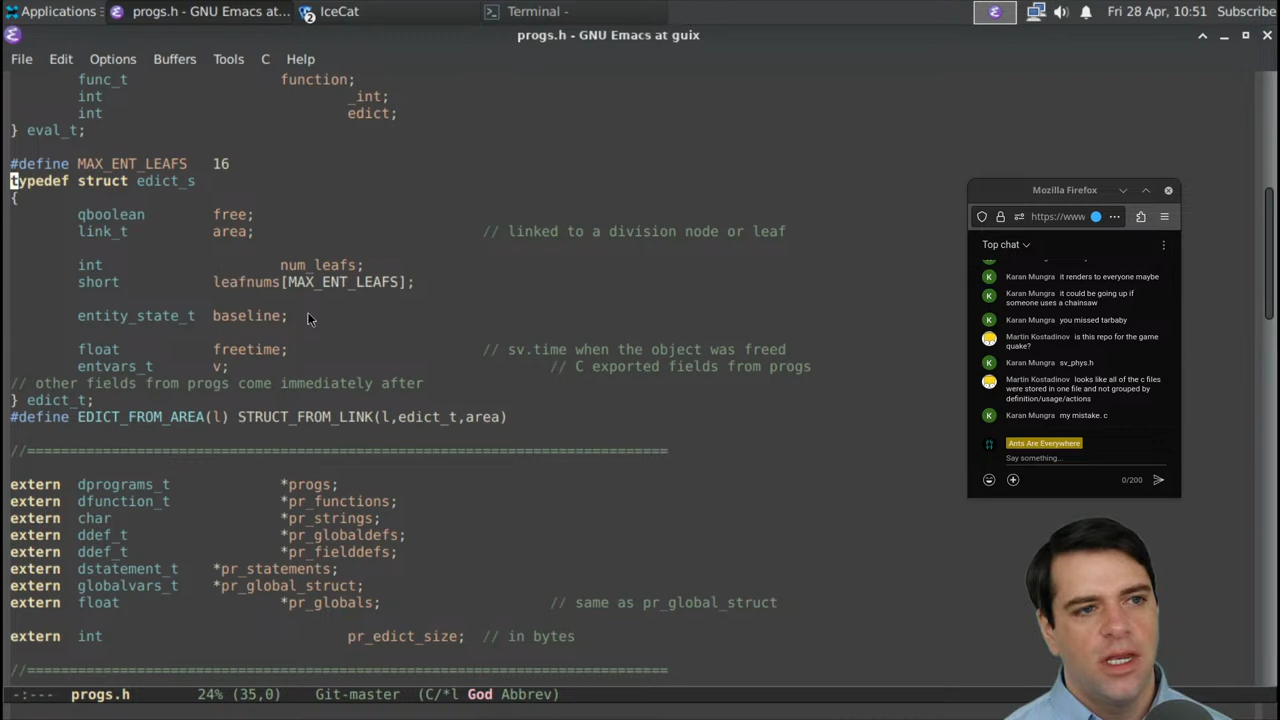 Applications progs.h - GNU Emacs at... IceCat Terminal - Fri 28 Apr, 10:51 Subscribe
2
progs.h - GNU Emacs at guix
File Edit Options Buffers Tools C Help
func_t function;
int _int;
int edict;
} eval_t;
#define MAX_ENT_LEAFS 16
typedef struct edict_s
{
qboolean free;
link_t area; // linked to a division node or leaf
int num_leafs;
short leafnums[MAX_ENT_LEAFS];
entity_state_t baseline;
float freetime; // sv.time when the object was freed
entvars_t v; // C exported fields from progs
// other fields from progs come immediately after
} edict_t;
#define EDICT_FROM_AREA(l) STRUCT_FROM_LINK(l,edict_t,area)
//=============================================================================
extern dprograms_t *progs;
extern dfunction_t *pr_functions;
extern char *pr_strings;
extern ddef_t *pr_globaldefs;
extern ddef_t *pr_fielddefs;
extern dstatement_t *pr_statements;
extern globalvars_t *pr_global_struct;
extern float *pr_globals; // same as pr_global_struct
extern int pr_edict_size; // in bytes
//=============================================================================
-:--- progs.h 24% (35,0) Git-master (C/*l God Abbrev)
Mozilla Firefox
https://www
Top chat
K Karan Mungra it renders to everyone maybe
K Karan Mungra it could be going up if
someone uses a chainsaw
K Karan Mungra you missed tarbaby
Martin Kostadinov is this repo for the game
quake?
K Karan Mungra sv_phys.h
Martin Kostadinov looks like all of the c files
were stored in one file and not grouped by
definition/usage/actions
K Karan Mungra my mistake. c
Ants Are Everywhere
Say something...
0/200